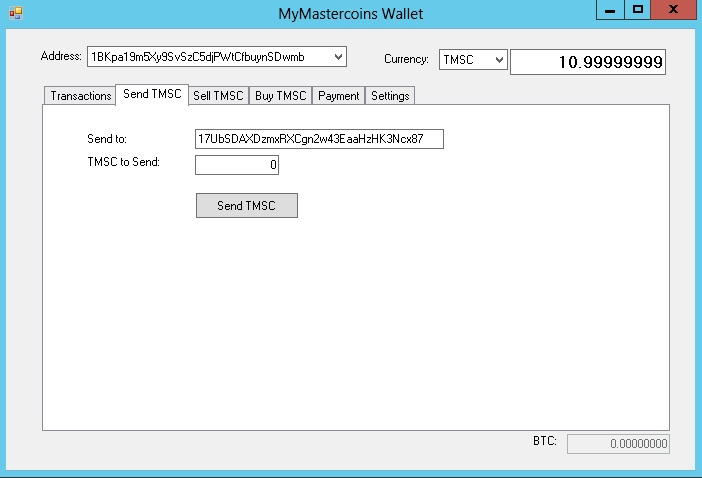 MyMastercoins Wallet
Address: 1BKpa19m5Xy9SvSzC5djPWtCfbuynSDwmb Currency: TMSC 10.99999999
Transactions Send TMSC Sell TMSC Buy TMSC Payment Settings
Send to: 17UbSDAXDzmxRXCgn2w43EaaHzHK3Ncx87
TMSC to Send: 0
Send TMSC
BTC: 0.00000000